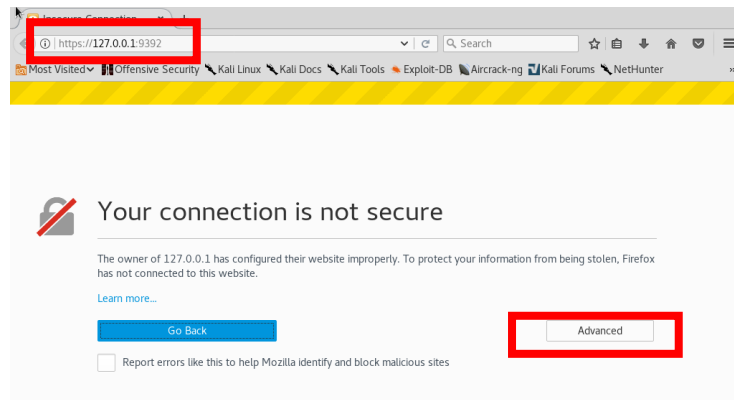 Insecure Connection
https://127.0.0.1:9392
Search
Most Visited Offensive Security Kali Linux Kali Docs Kali Tools Exploit-DB Aircrack-ng Kali Forums NetHunter
Your connection is not secure
The owner of 127.0.0.1 has configured their website improperly. To protect your information from being stolen, Firefox
has not connected to this website.
Learn more...
Go Back
Advanced
Report errors like this to help Mozilla identify and block malicious sites